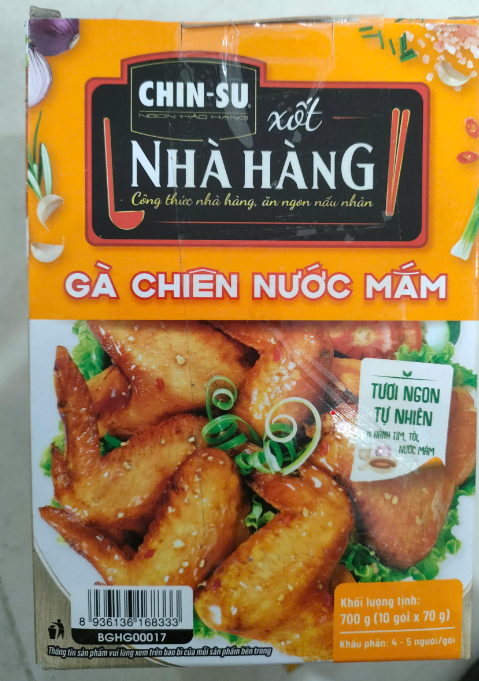 CHIN-SU
NGON HẢO HẠNG
xốt
NHÀ HÀNG
Công thức nhà hàng, ăn ngon nấu nhàn
GÀ CHIÊN NƯỚC MẮM
TƯƠI NGON
TỰ NHIÊN
HÀNH TÍM, TỎI,
NƯỚC MẮM
8 936136 168333
BGHG00017
Khối lượng tịnh:
700 g (10 gói x 70 g)
Khẩu phần: 4 - 5 người/gói
Thông tin sản phẩm vui lòng xem trên bao bì của mỗi sản phẩm bên trong